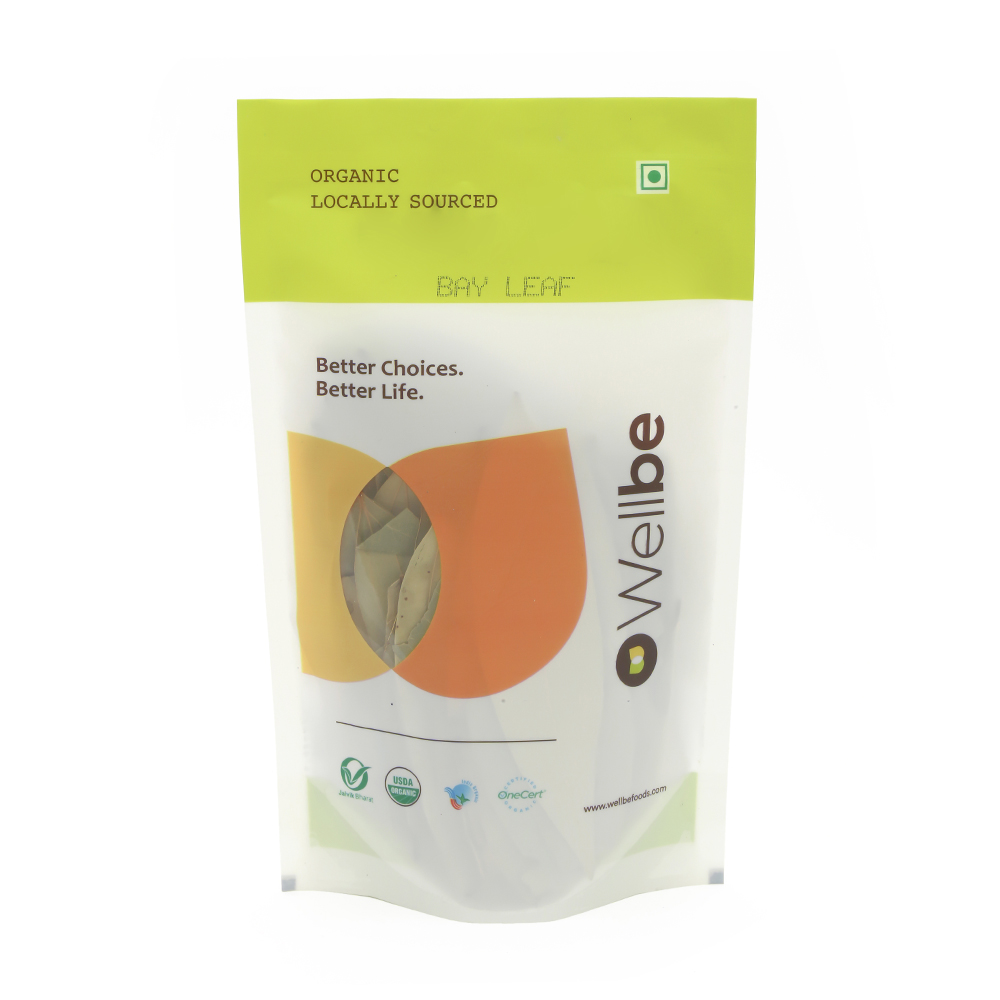 ORGANIC
LOCALLY SOURCED
BAY LEAF
Better Choices.
Better Life.
Wellbe
USDA
ORGANIC
OneCert
www.wellbefoods.com